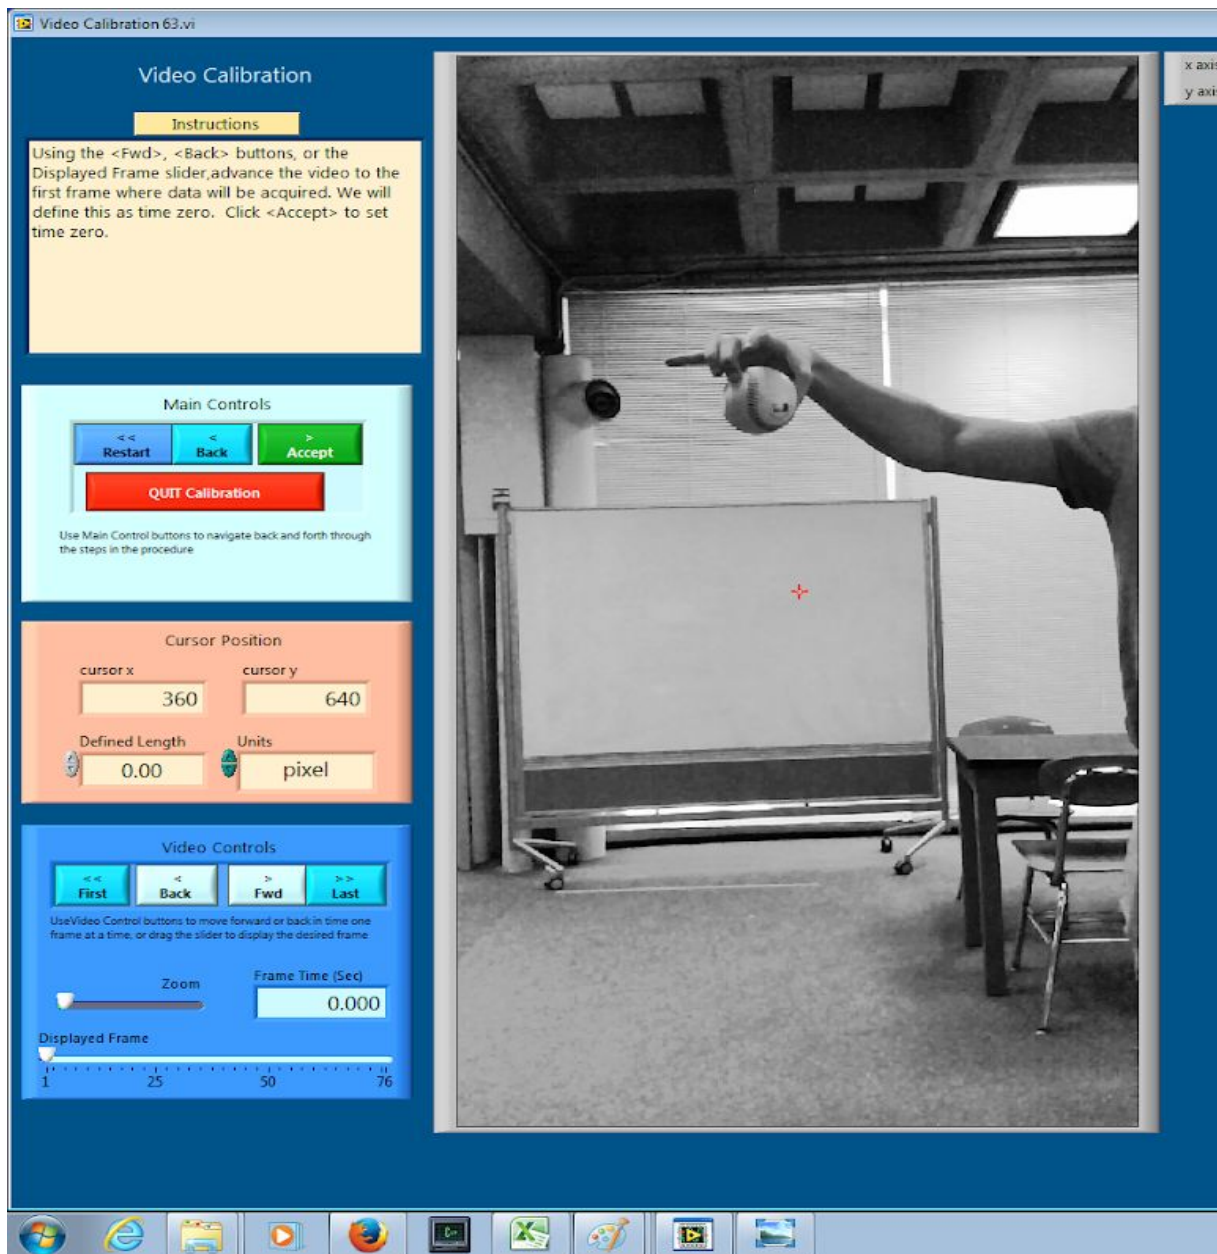 Video Calibration 63.vi
Video Calibration
Instructions
Using the <Fwd>, <Back> buttons, or the
Displayed Frame slider,advance the video to the
first frame where data will be acquired. We will
define this as time zero.  Click <Accept> to set
time zero.
Main Controls
<< < >
Restart Back Accept
QUIT Calibration
Use Main Control buttons to navigate back and forth through
the steps in the procedure
Cursor Position
cursor x cursor y
360 640
Defined Length Units
0.00 pixel
Video Controls
<< < > >>
First Back Fwd Last
UseVideo Control buttons to move forward or back in time one
frame at a time, or drag the slider to display the desired frame
Zoom Frame Time (Sec)
0.000
Displayed Frame
1 25 50 76
x axis
y axis